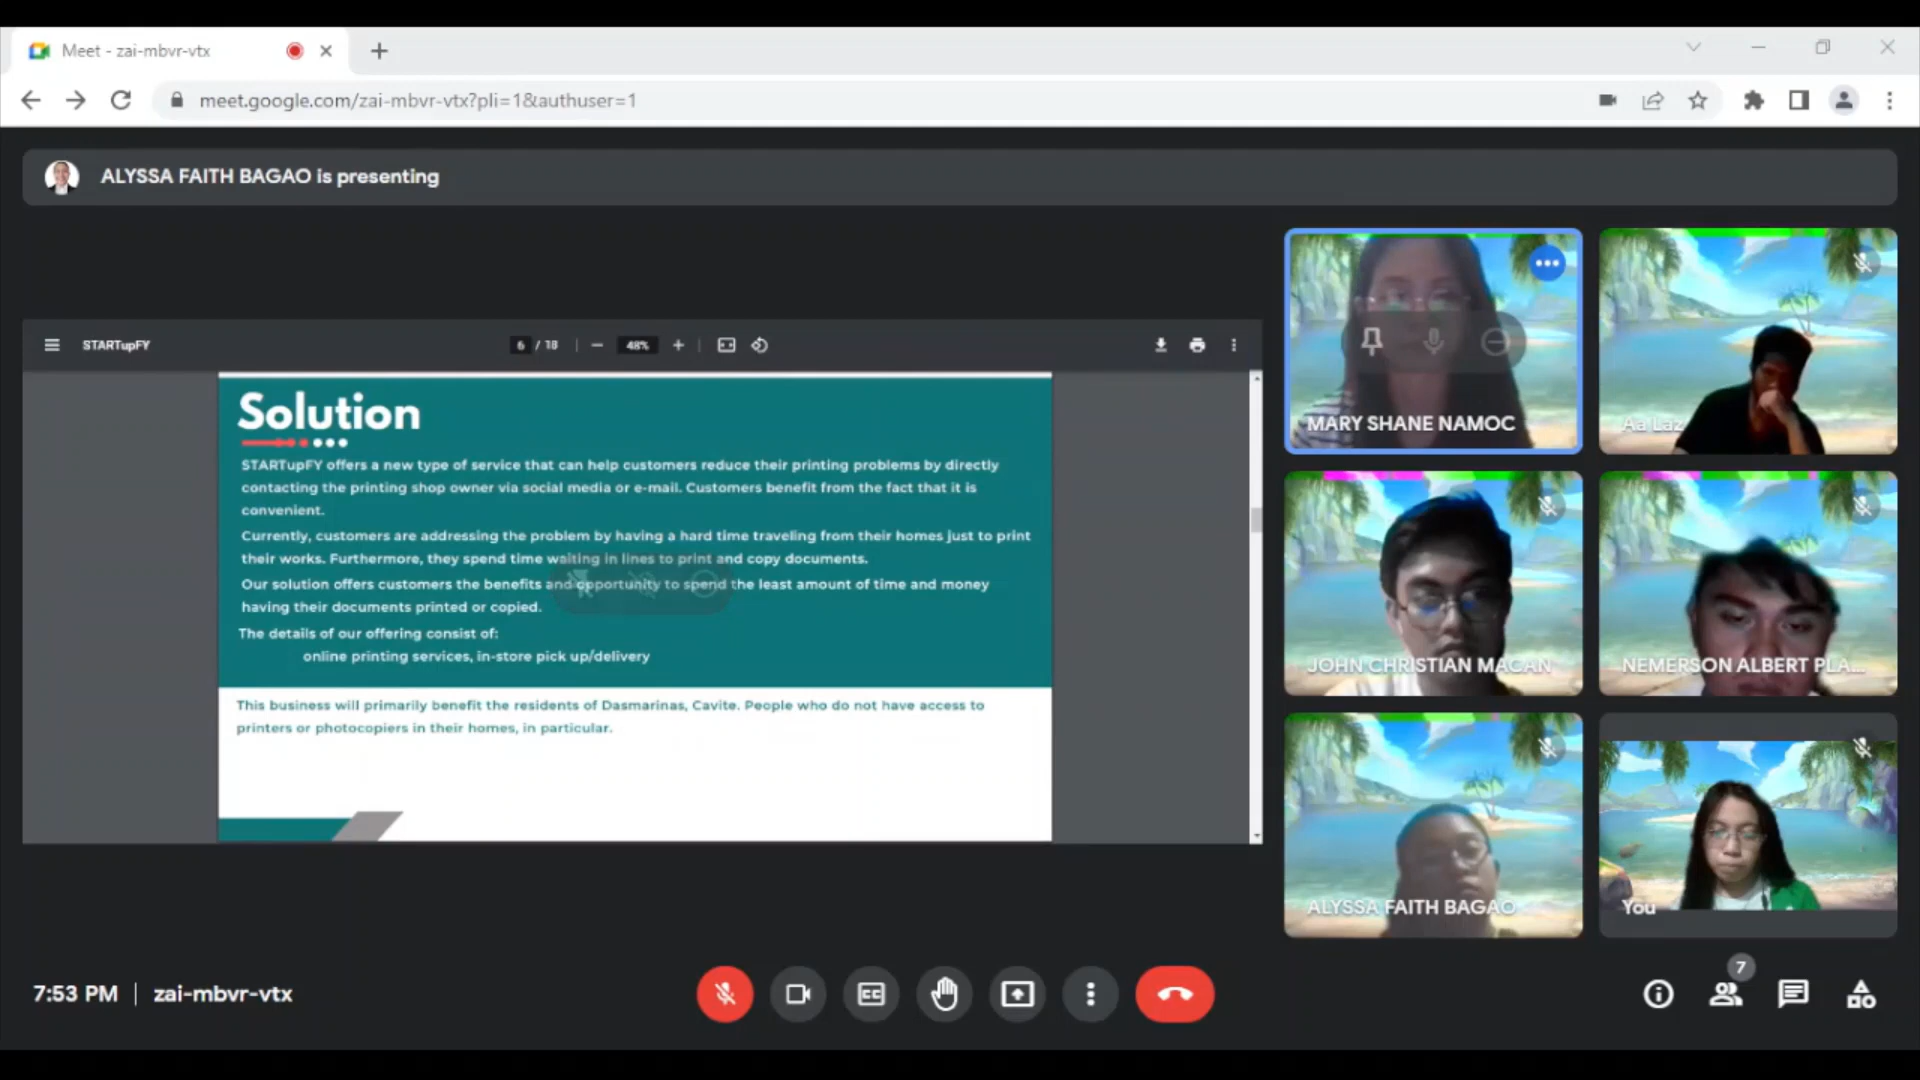 Meet - zai-mbvr-vtx
meet.google.com/zai-mbvr-vtx?pli=1&authuser=1
ALYSSA FAITH BAGAO is presenting
STARTupFY
6 / 18
48%
Solution
STARTupFY offers a new type of service that can help customers reduce their printing problems by directly
contacting the printing shop owner via social media or e-mail. Customers benefit from the fact that it is
convenient.
Currently, customers are addressing the problem by having a hard time traveling from their homes just to print
their works. Furthermore, they spend time waiting in lines to print and copy documents.
Our solution offers customers the benefits and opportunity to spend the least amount of time and money
having their documents printed or copied.
The details of our offering consist of:
online printing services, in-store pick up/delivery
This business will primarily benefit the residents of Dasmarinas, Cavite. People who do not have access to
printers or photocopiers in their homes, in particular.
MARY SHANE NAMOC
Aa Laz
JOHN CHRISTIAN MACAN
NEMERSON ALBERT PLA...
ALYSSA FAITH BAGAO
You
7:53 PM
zai-mbvr-vtx
CC
7